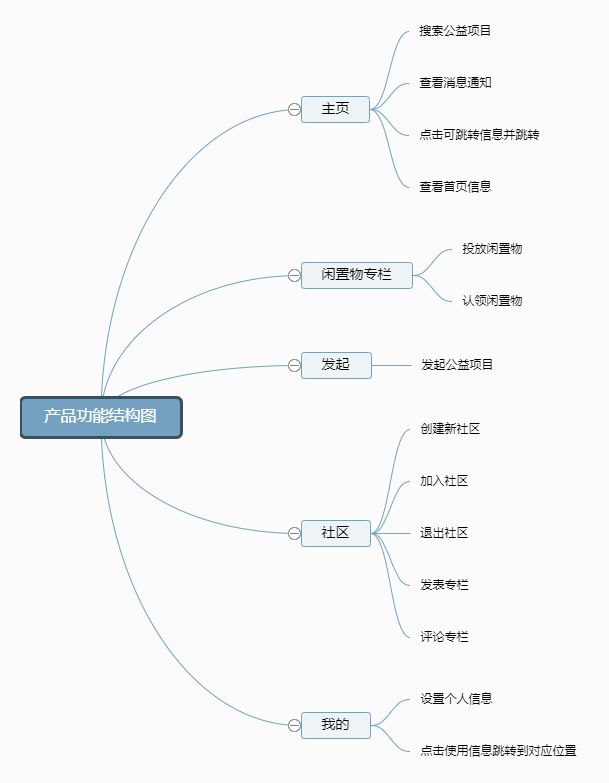 产品功能结构图
主页
搜索公益项目
查看消息通知
点击可跳转信息并跳转
查看首页信息
闲置物专栏
投放闲置物
认领闲置物
发起
发起公益项目
社区
创建新社区
加入社区
退出社区
发表专栏
评论专栏
我的
设置个人信息
点击使用信息跳转到对应位置